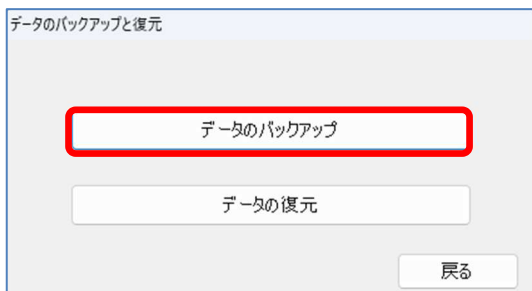 データのバックアップと復元
データのバックアップ
データの復元
戻る